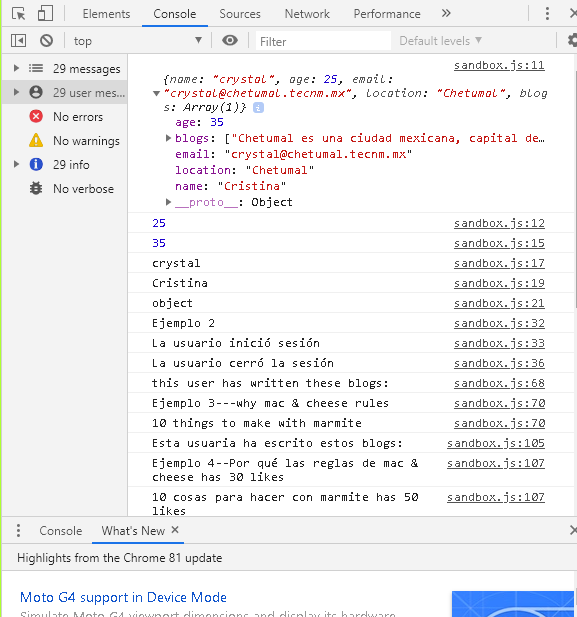 Elements Console Sources Network Performance »
top Filter Default levels
29 messages
29 user mes...
No errors
No warnings
29 info
No verbose
sandbox.js:11
{name: "crystal", age: 25, email:
"crystal@chetumal.tecnm.mx", location: "Chetumal", blog
s: Array(1)} i
age: 35
blogs: ["Chetumal es una ciudad mexicana, capital de…
email: "crystal@chetumal.tecnm.mx"
location: "Chetumal"
name: "Cristina"
__proto__: Object
25 sandbox.js:12
35 sandbox.js:15
crystal sandbox.js:17
Cristina sandbox.js:19
object sandbox.js:21
Ejemplo 2 sandbox.js:32
La usuario inició sesión sandbox.js:33
La usuario cerró la sesión sandbox.js:36
this user has written these blogs: sandbox.js:68
Ejemplo 3---why mac & cheese rules sandbox.js:70
10 things to make with marmite sandbox.js:70
Esta usuaria ha escrito estos blogs: sandbox.js:105
Ejemplo 4--Por qué las reglas de mac & sandbox.js:107
cheese has 30 likes
10 cosas para hacer con marmite has 50 sandbox.js:107
likes
Console What's New ×
Highlights from the Chrome 81 update
Moto G4 support in Device Mode
Simulate Moto G4 viewport dimensions and display its hardware